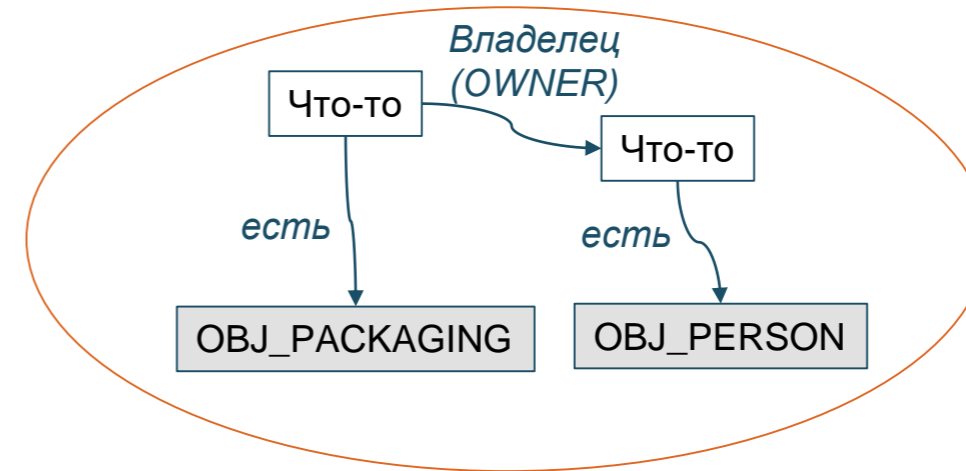 Владелец
(OWNER)
Что-то
Что-то
есть
есть
OBJ_PACKAGING
OBJ_PERSON